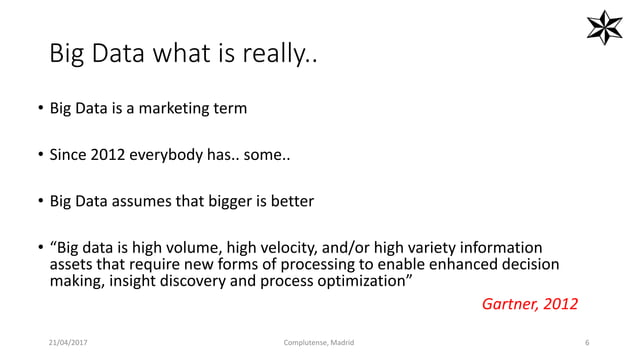 Big Data what is really..
• Big Data is a marketing term
• Since 2012 everybody has.. some..
• Big Data assumes that bigger is better
• “Big data is high volume, high velocity, and/or high variety information
assets that require new forms of processing to enable enhanced decision
making, insight discovery and process optimization”
Gartner, 2012
21/04/2017
Complutense, Madrid
6